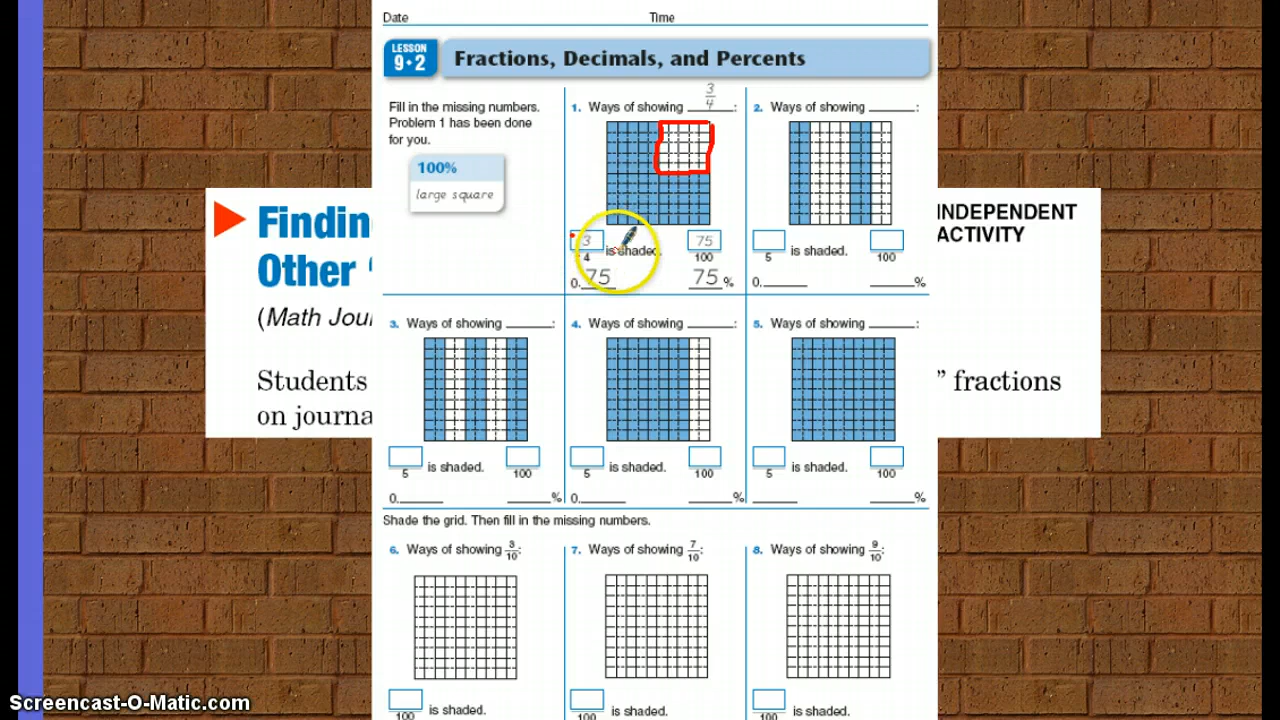 Date Time
LESSON
9•2
Fractions, Decimals, and Percents
Fill in the missing numbers.
Problem 1 has been done
for you.
100%
large square
1. Ways of showing 3/4:
3/4 is shaded. 75/100
0.75 75%
2. Ways of showing ______:
/5 is shaded. /100
0.______ ______%
3. Ways of showing ______:
/5 is shaded. /100
0.______ ______%
4. Ways of showing ______:
/5 is shaded. /100
0.______ ______%
5. Ways of showing ______:
/5 is shaded. /100
______ ______%
Shade the grid. Then fill in the missing numbers.
6. Ways of showing 3/10:
/100 is shaded.
7. Ways of showing 7/10:
/100 is shaded.
8. Ways of showing 9/10:
/100 is shaded.
Findin
Other
(Math Jou
Students
on journa
INDEPENDENT
ACTIVITY
” fractions
Screencast-O-Matic.com